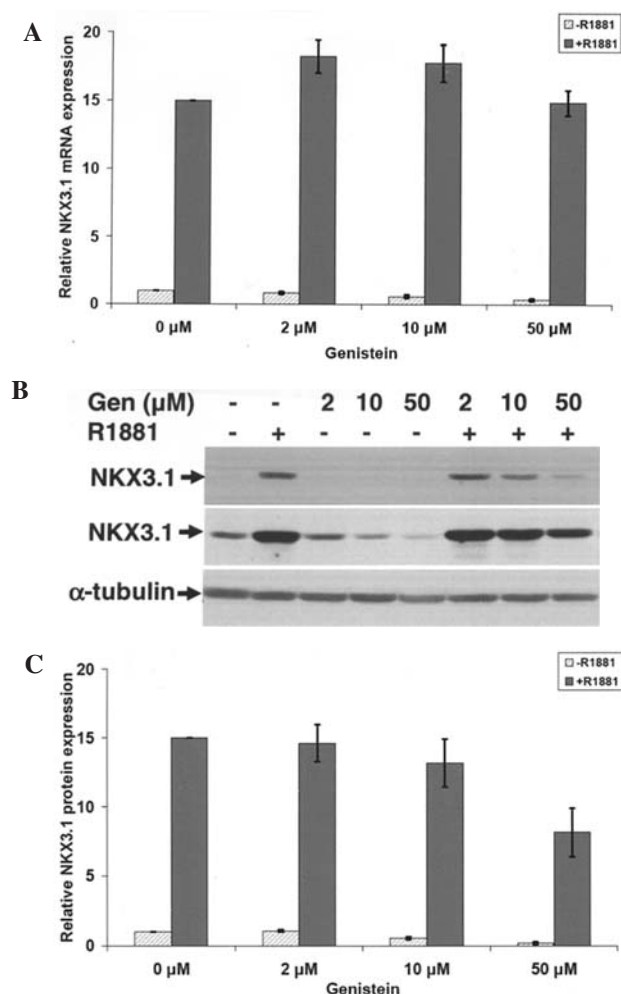 A
-R1881
+R1881
Relative NKX3.1 mRNA expression
20
15
10
5
0
0 µM 2 µM 10 µM 50 µM
Genistein
B
Gen (µM) - - 2 10 50 2 10 50
R1881 - + - - - + + +
NKX3.1
NKX3.1
α-tubulin
C
-R1881
+R1881
Relative NKX3.1 protein expression
20
15
10
5
0
0 µM 2 µM 10 µM 50 µM
Genistein